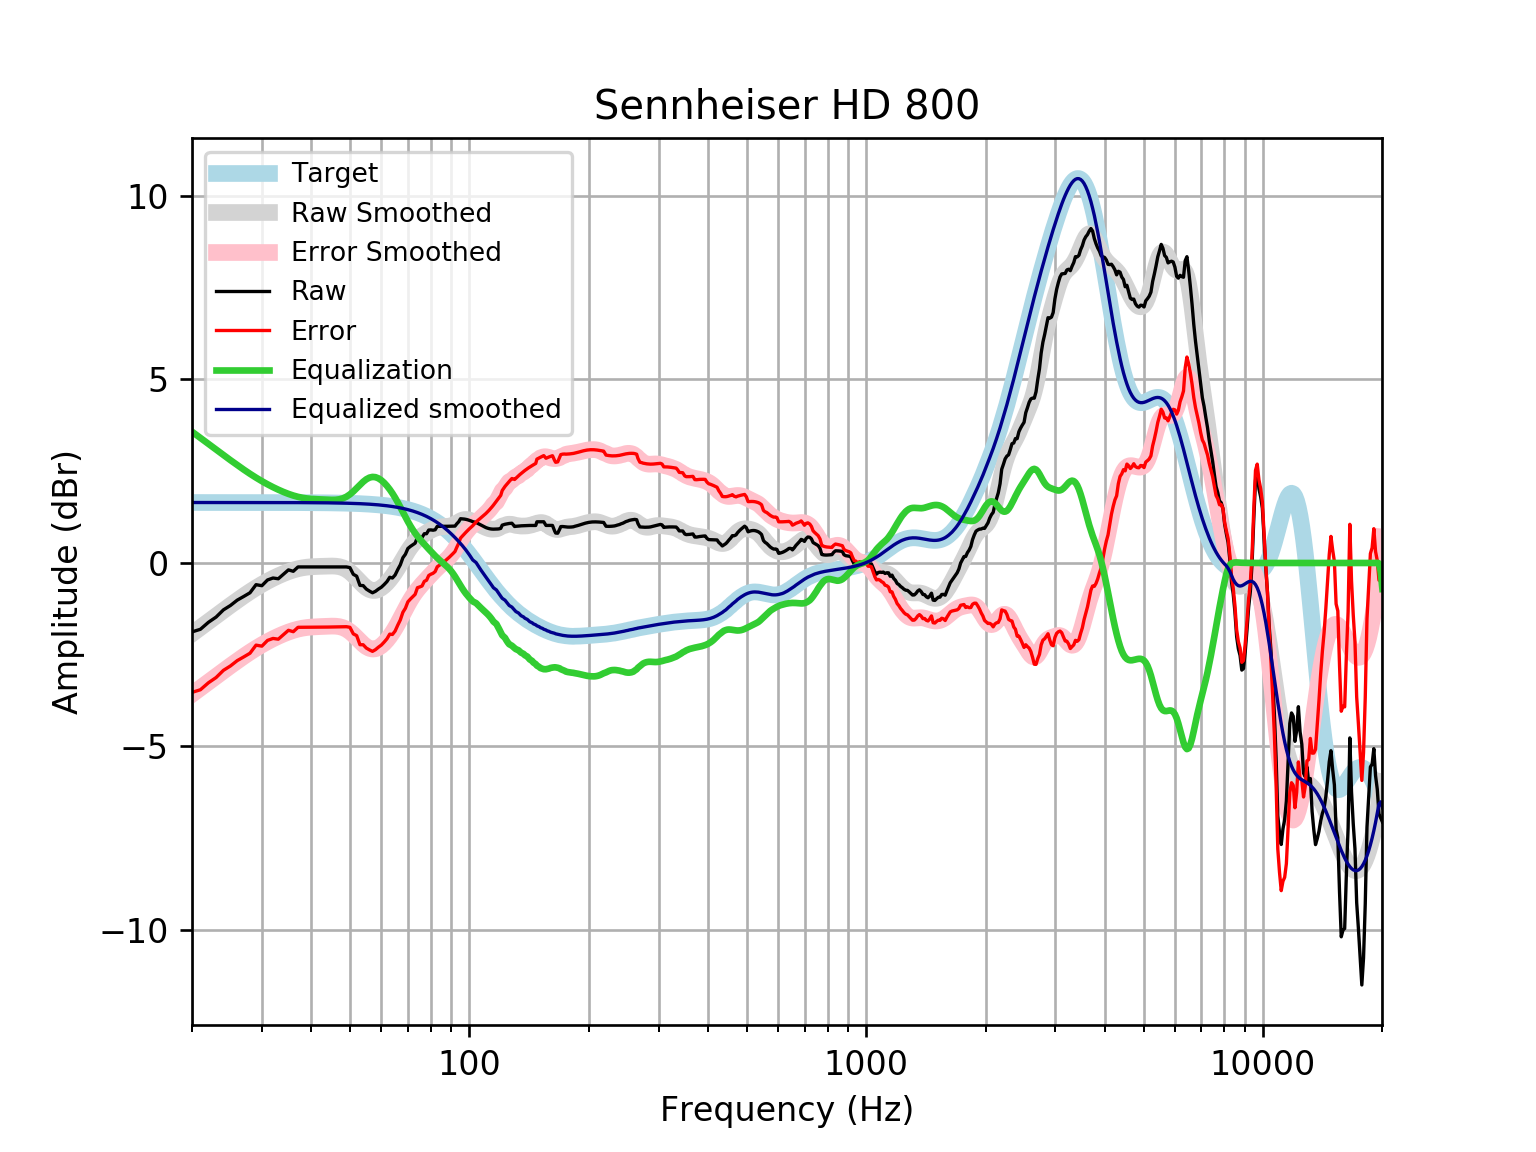 Sennheiser HD 800
Target
Raw Smoothed
Error Smoothed
Raw
Error
Equalization
Equalized smoothed
10
5
0
−5
−10
Amplitude (dBr)
100 1000 10000
Frequency (Hz)